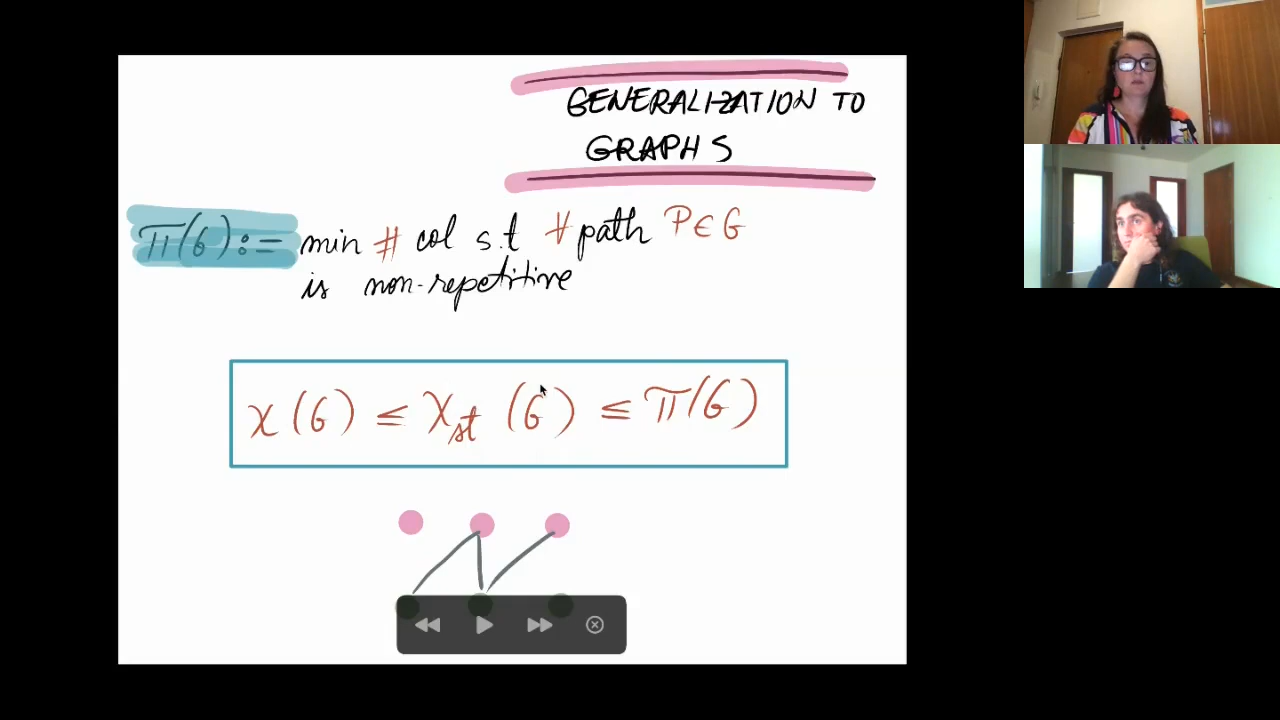 GENERALIZATION TO
GRAPHS
π(G) := min # col s.t # path P∈G
is non-repetitive
χ(G) ≤ χst(G) ≤ π(G)